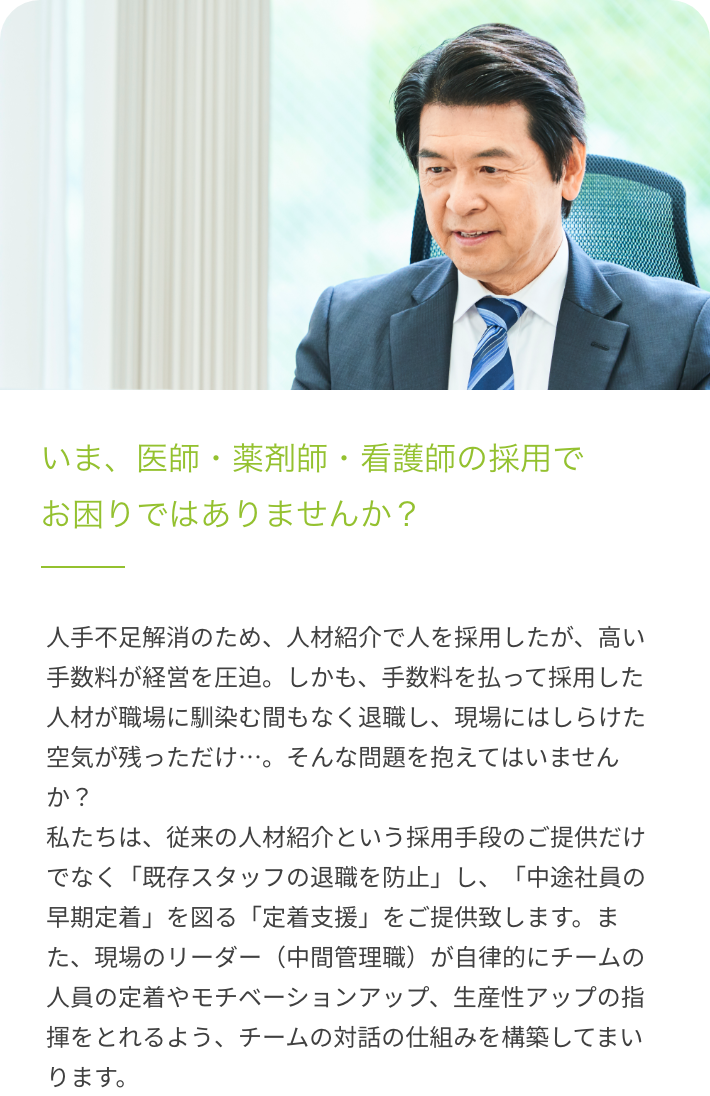 いま、医師・薬剤師・看護師の採用で
お困りではありませんか？
人手不足解消のため、人材紹介で人を採用したが、高い
手数料が経営を圧迫。しかも、手数料を払って採用した
人材が職場に馴染む間もなく退職し、現場にはしらけた
空気が残っただけ…。そんな問題を抱えてはいません
か？
私たちは、従来の人材紹介という採用手段のご提供だけ
でなく「既存スタッフの退職を防止」し、「中途社員の
早期定着」を図る「定着支援」をご提供致します。ま
た、現場のリーダー（中間管理職）が自律的にチームの
人員の定着やモチベーションアップ、生産性アップの指
揮をとれるよう、チームの対話の仕組みを構築してまい
ります。